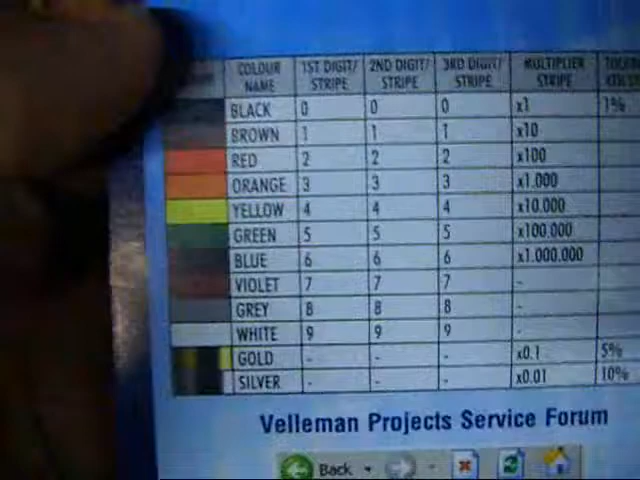 COLOUR NAME 1ST DIGIT/ STRIPE 2ND DIGIT/ STRIPE 3RD DIGIT/ STRIPE MULTIPLIER STRIPE
BLACK 0 0 0 x1 1%
BROWN 1 1 1 x10
RED 2 2 2 x100
ORANGE 3 3 3 x1.000
YELLOW 4 4 4 x10.000
GREEN 5 5 5 x100.000
BLUE 6 6 6 x1.000.000
VIOLET 7 7 7 -
GREY 8 8 8 -
WHITE 9 9 9 -
GOLD - - - x0.1 5%
SILVER - - - x0.01 10%
Velleman Projects Service Forum
Back